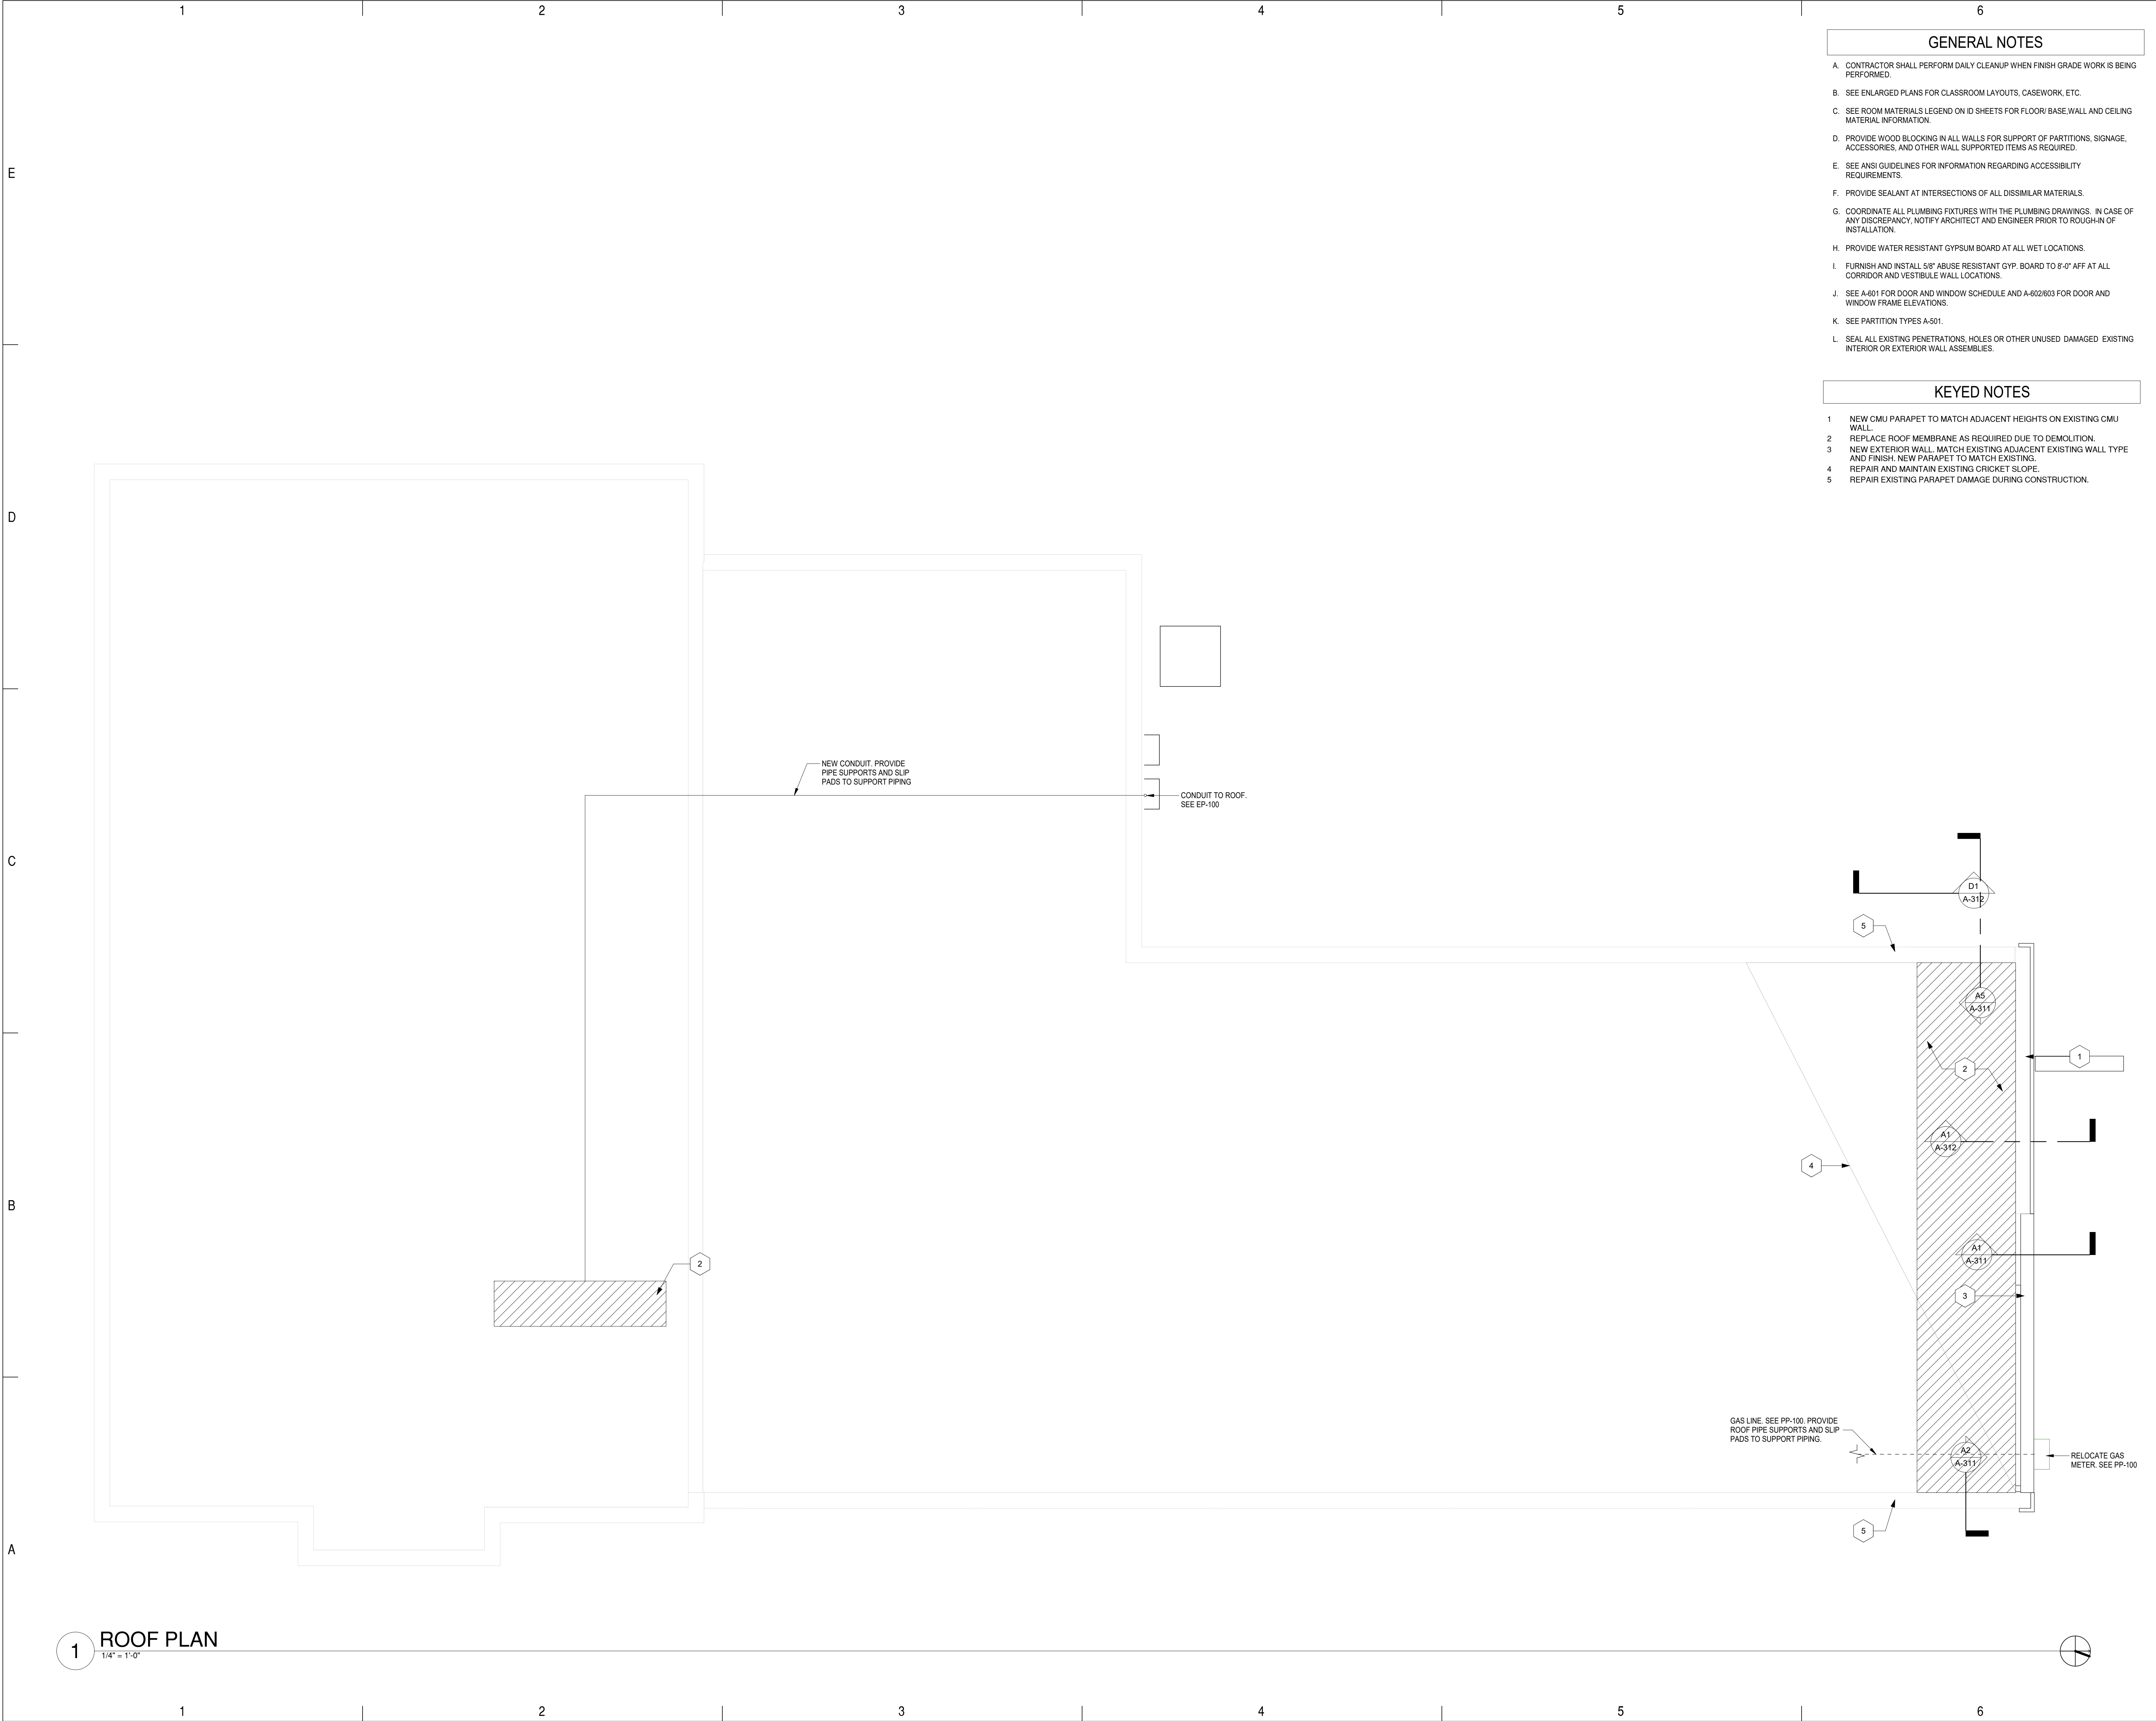 1 2 3 4 5 6
GENERAL NOTES
A. CONTRACTOR SHALL PERFORM DAILY CLEANUP WHEN FINISH GRADE WORK IS BEING
PERFORMED.
B. SEE ENLARGED PLANS FOR CLASSROOM LAYOUTS, CASEWORK, ETC.
C. SEE ROOM MATERIALS LEGEND ON ID SHEETS FOR FLOOR/ BASE,WALL AND CEILING
MATERIAL INFORMATION.
D. PROVIDE WOOD BLOCKING IN ALL WALLS FOR SUPPORT OF PARTITIONS, SIGNAGE,
ACCESSORIES, AND OTHER WALL SUPPORTED ITEMS AS REQUIRED.
E. SEE ANSI GUIDELINES FOR INFORMATION REGARDING ACCESSIBILITY
REQUIREMENTS.
F. PROVIDE SEALANT AT INTERSECTIONS OF ALL DISSIMILAR MATERIALS.
G. COORDINATE ALL PLUMBING FIXTURES WITH THE PLUMBING DRAWINGS. IN CASE OF
ANY DISCREPANCY, NOTIFY ARCHITECT AND ENGINEER PRIOR TO ROUGH-IN OF
INSTALLATION.
H. PROVIDE WATER RESISTANT GYPSUM BOARD AT ALL WET LOCATIONS.
I. FURNISH AND INSTALL 5/8" ABUSE RESISTANT GYP. BOARD TO 8'-0" AFF AT ALL
CORRIDOR AND VESTIBULE WALL LOCATIONS.
J. SEE A-601 FOR DOOR AND WINDOW SCHEDULE AND A-602/603 FOR DOOR AND
WINDOW FRAME ELEVATIONS.
K. SEE PARTITION TYPES A-501.
L. SEAL ALL EXISTING PENETRATIONS, HOLES OR OTHER UNUSED DAMAGED EXISTING
INTERIOR OR EXTERIOR WALL ASSEMBLIES.
KEYED NOTES
1 NEW CMU PARAPET TO MATCH ADJACENT HEIGHTS ON EXISTING CMU
WALL.
2 REPLACE ROOF MEMBRANE AS REQUIRED DUE TO DEMOLITION.
3 NEW EXTERIOR WALL. MATCH EXISTING ADJACENT EXISTING WALL TYPE
AND FINISH. NEW PARAPET TO MATCH EXISTING.
4 REPAIR AND MAINTAIN EXISTING CRICKET SLOPE.
5 REPAIR EXISTING PARAPET DAMAGE DURING CONSTRUCTION.
E
D
C
B
A
NEW CONDUIT. PROVIDE
PIPE SUPPORTS AND SLIP
PADS TO SUPPORT PIPING
CONDUIT TO ROOF.
SEE EP-100
D1
A-312
5
A5
A-311
1
2
A1
A-312
4
A1
A-311
2
3
GAS LINE. SEE PP-100. PROVIDE
ROOF PIPE SUPPORTS AND SLIP
PADS TO SUPPORT PIPING.
A2
A-311
RELOCATE GAS
METER. SEE PP-100
5
1 ROOF PLAN
1/4" = 1'-0"
1 2 3 4 5 6